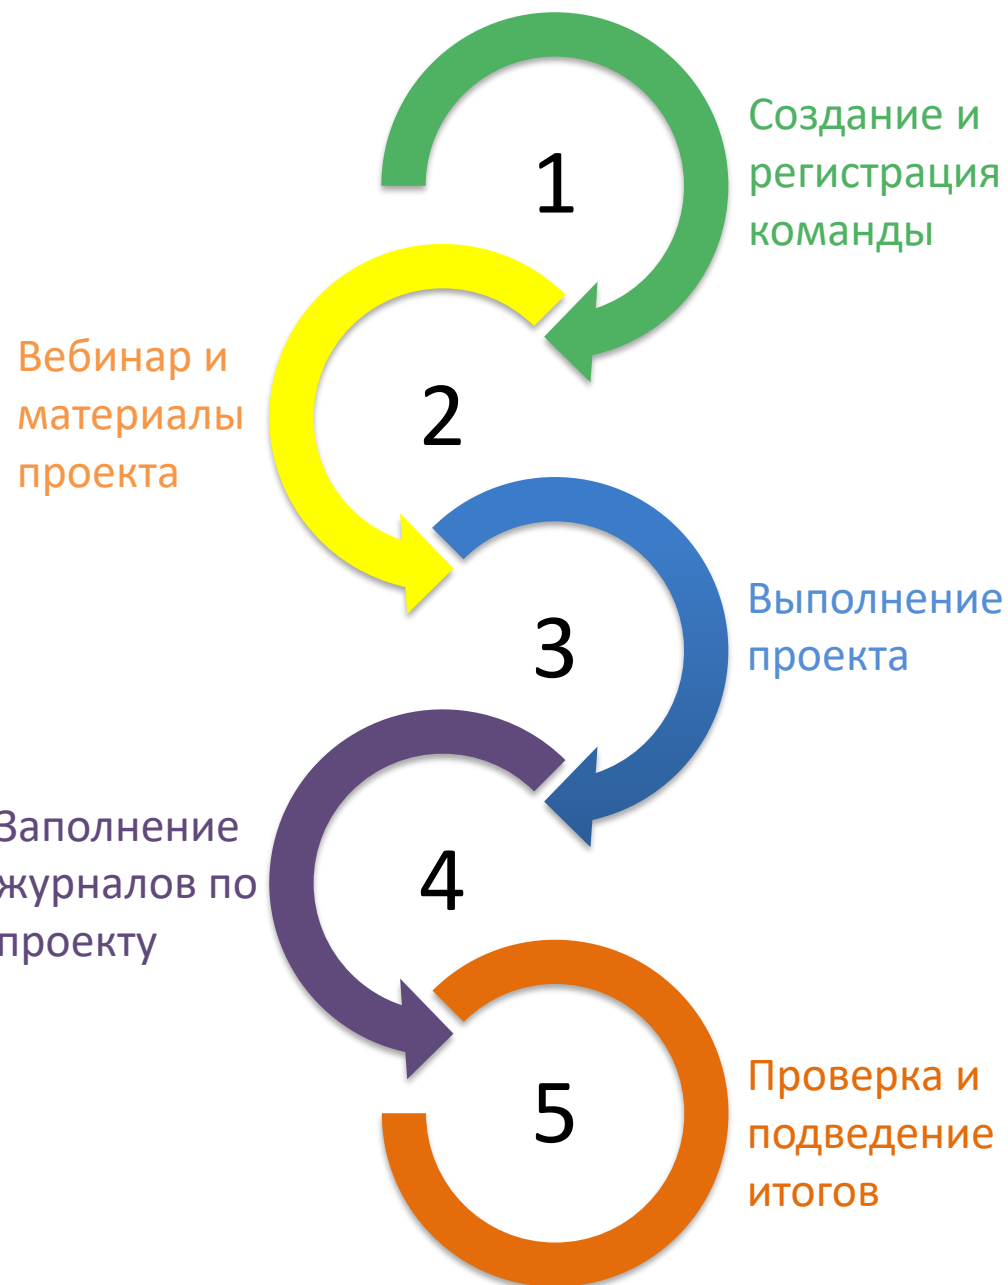 1
Создание и
регистрация
команды
Вебинар и
материалы
проекта
2
3
Выполнение
проекта
Заполнение
журналов по
проекту
4
5
Проверка и
подведение
итогов